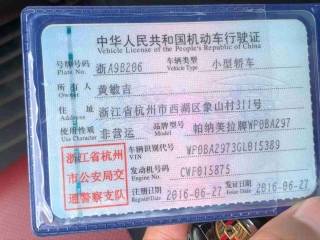 中华人民共和国机动车行驶证
Vehicle License of the People's Republic of China
号牌号码 浙A9B206 车辆类型 小型轿车
Plate No. Vehicle Type
所有人 黄敏吉
Owner
住址 浙江省杭州市西湖区象山村311号
Address
使用性质 非营运 品牌型号 帕纳美拉牌WP0BA297
Use Character Model
浙江省杭州 车辆识别代号 WP0BA2973GL015389
VIN
市公安局交 发动机号码 CWF015875
Engine No.
通警察支队 注册日期 2016-06-27 发证日期 2016-06-27
Register Date Issue Date